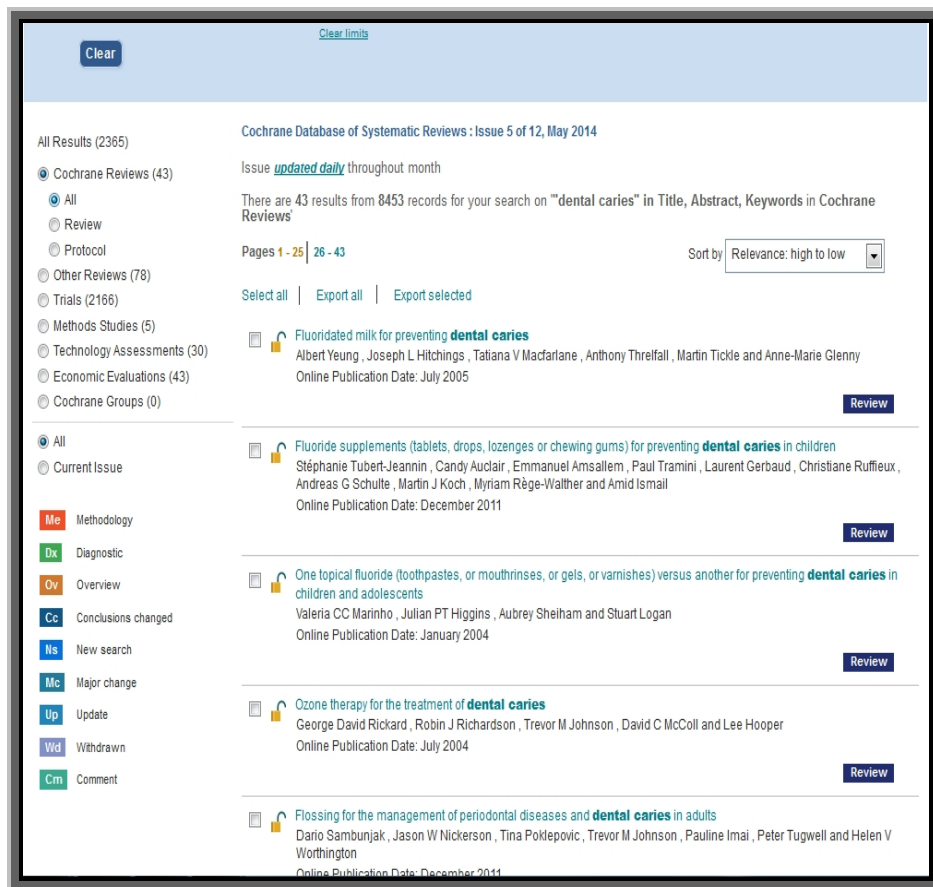 Clear limits
Clear
All Results (2365)
Cochrane Reviews (43)
All
Review
Protocol
Other Reviews (78)
Trials (2166)
Methods Studies (5)
Technology Assessments (30)
Economic Evaluations (43)
Cochrane Groups (0)
All
Current Issue
Me Methodology
Dx Diagnostic
Ov Overview
Cc Conclusions changed
Ns New search
Mc Major change
Up Update
Wd Withdrawn
Cm Comment
Cochrane Database of Systematic Reviews : Issue 5 of 12, May 2014
Issue updated daily throughout month
There are 43 results from 8453 records for your search on '"dental caries" in Title, Abstract, Keywords in Cochrane
Reviews'
Pages 1 - 25 | 26 - 43
Sort by Relevance: high to low
Select all | Export all | Export selected
Fluoridated milk for preventing dental caries
Albert Yeung , Joseph L Hitchings , Tatiana V Macfarlane , Anthony Threlfall , Martin Tickle and Anne-Marie Glenny
Online Publication Date: July 2005
Review
Fluoride supplements (tablets, drops, lozenges or chewing gums) for preventing dental caries in children
Stéphanie Tubert-Jeannin , Candy Auclair , Emmanuel Amsallem , Paul Tramini , Laurent Gerbaud , Christiane Ruffieux ,
Andreas G Schulte , Martin J Koch , Myriam Rège-Walther and Amid Ismail
Online Publication Date: December 2011
Review
One topical fluoride (toothpastes, or mouthrinses, or gels, or varnishes) versus another for preventing dental caries in
children and adolescents
Valeria CC Marinho , Julian PT Higgins , Aubrey Sheiham and Stuart Logan
Online Publication Date: January 2004
Review
Ozone therapy for the treatment of dental caries
George David Rickard , Robin J Richardson , Trevor M Johnson , David C McColl and Lee Hooper
Online Publication Date: July 2004
Review
Flossing for the management of periodontal diseases and dental caries in adults
Dario Sambunjak , Jason W Nickerson , Tina Poklepovic , Trevor M Johnson , Pauline Imai , Peter Tugwell and Helen V
Worthington
Online Publication Date: December 2011